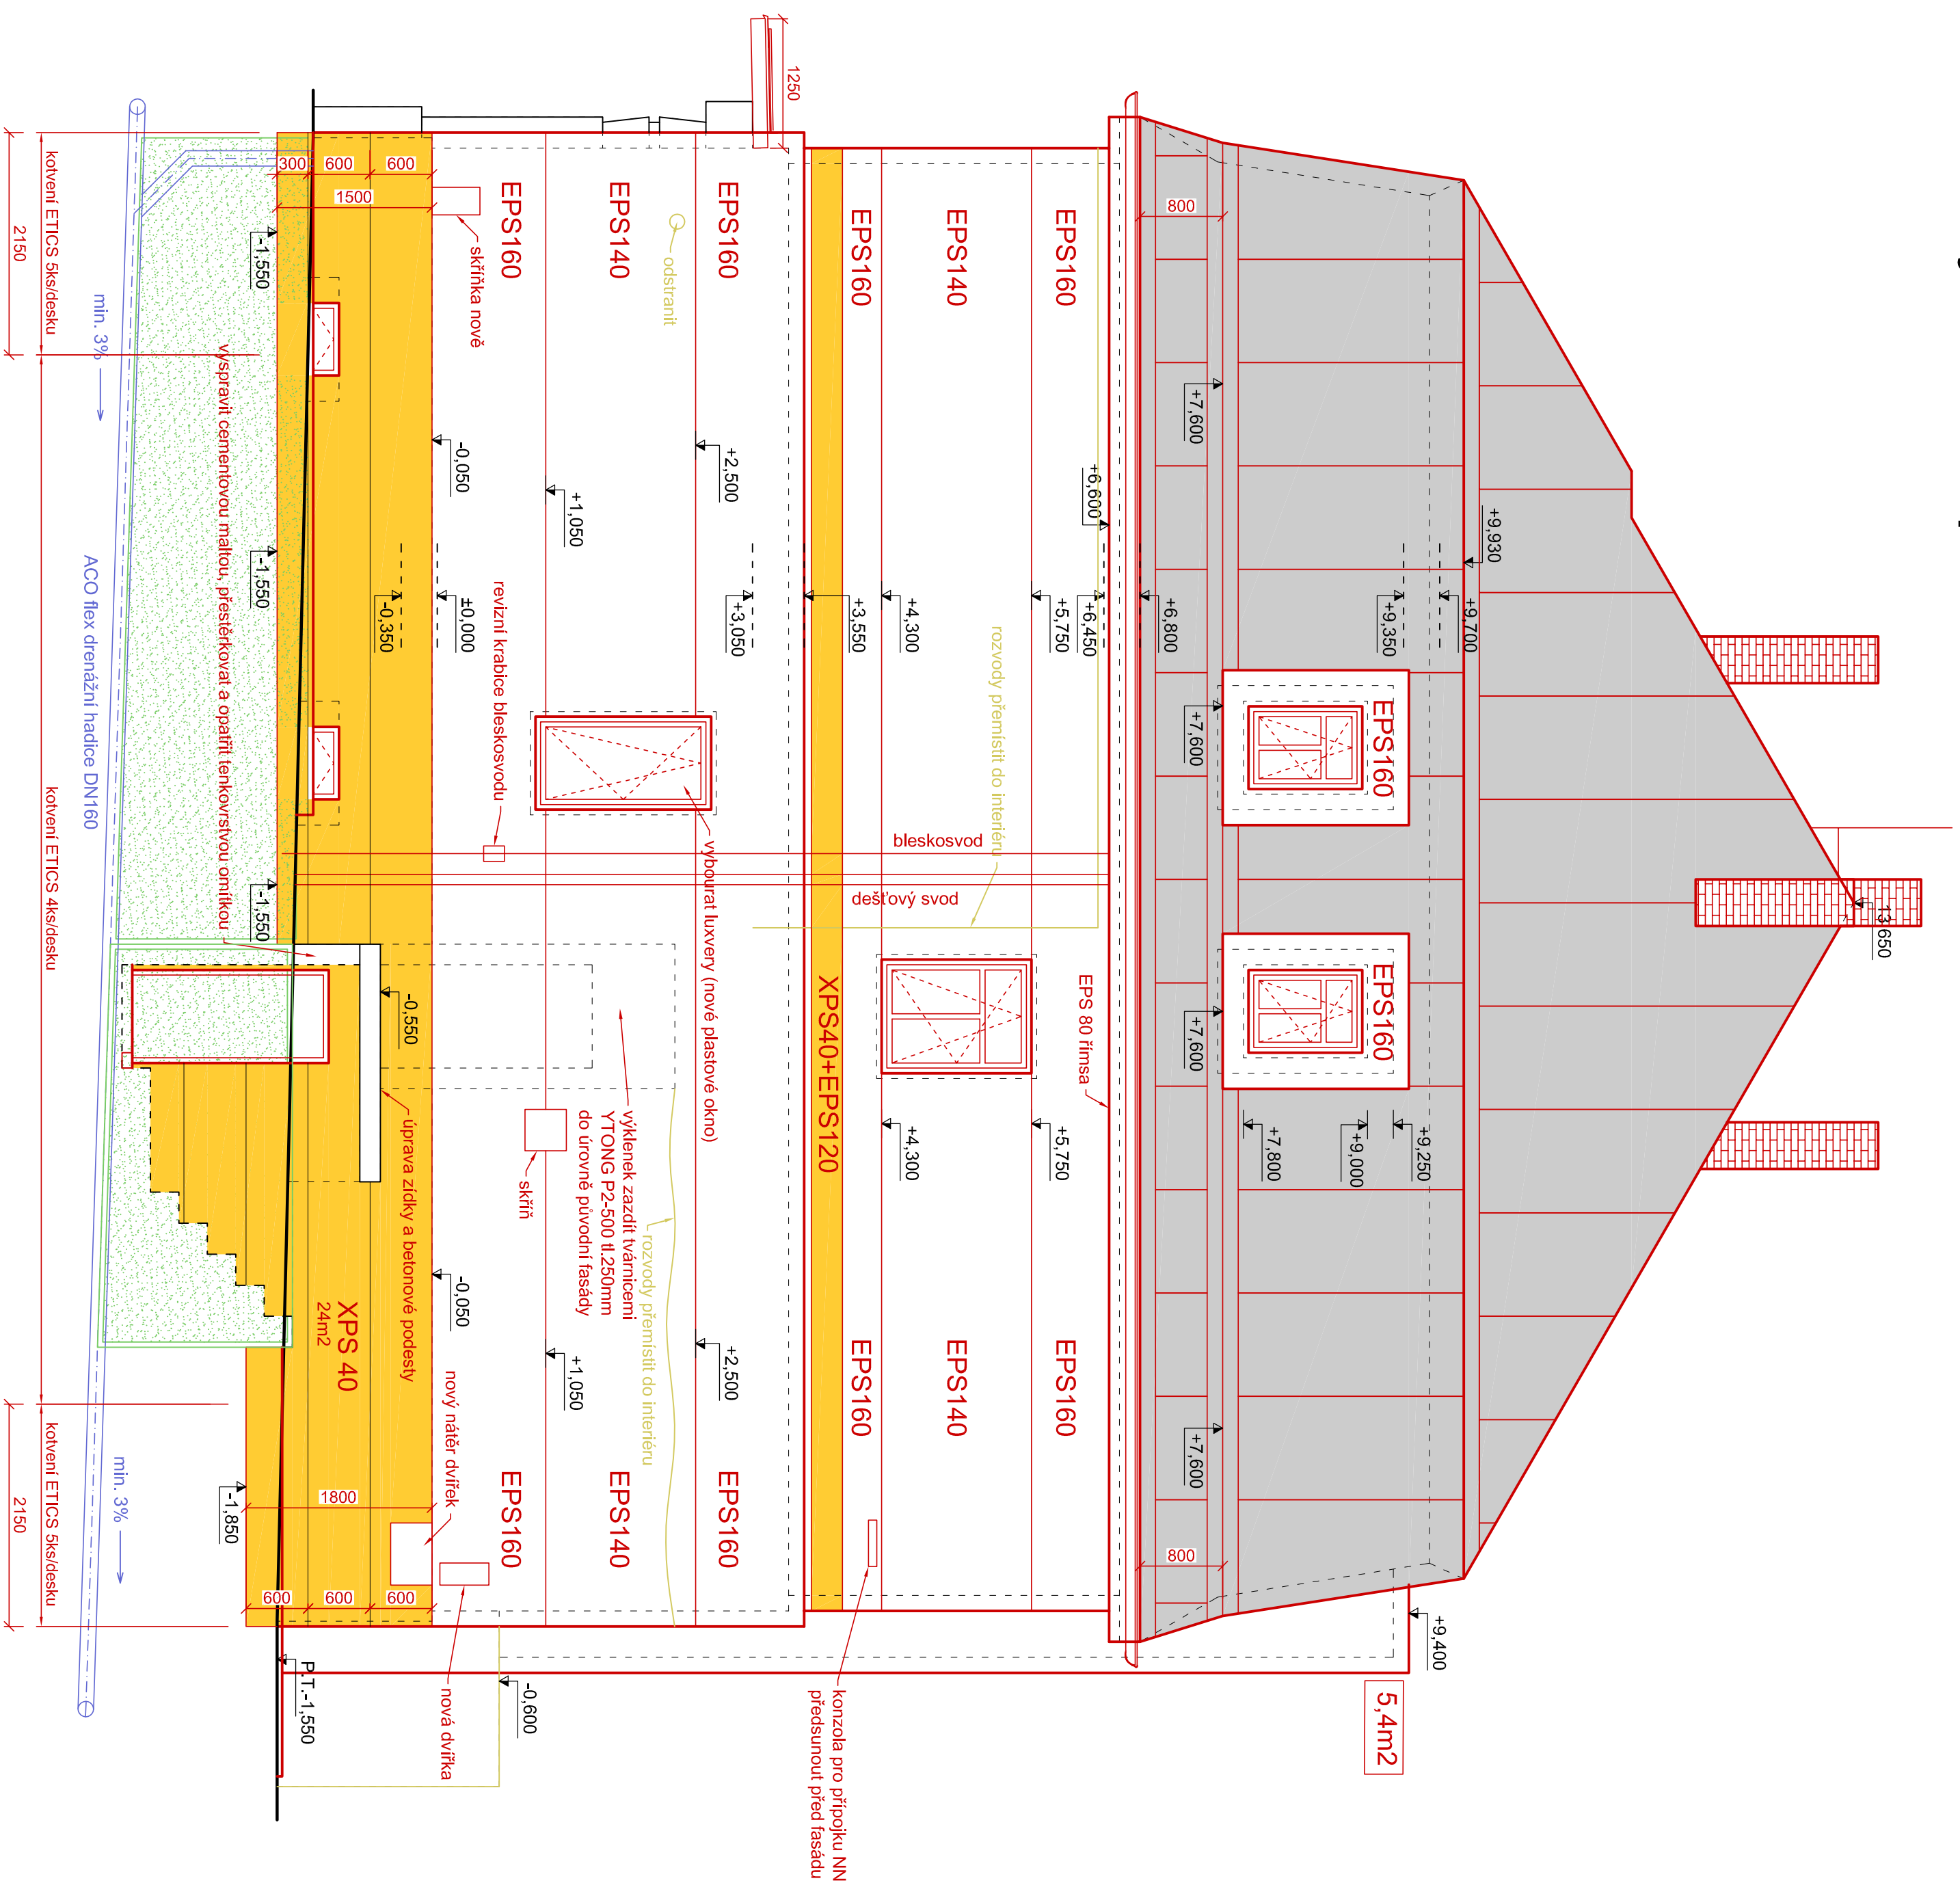 13,650
+9,930
+9,700
+9,350
+9,400
5,4m2
EPS160
EPS160
+9,250
+9,000
+7,800
+7,600
+7,600
+7,600
+7,600
800
800
+6,800
+6,600
+6,450
EPS 80 římsa
EPS160
EPS160
+5,750
+5,750
rozvody přemístit do interiéru
EPS140
EPS140
bleskosvod
dešťový svod
+4,300
+4,300
EPS160
EPS160
konzola pro přípojku NN
předsunout před fasádu
XPS40+EPS120
+3,550
+3,050
1250
EPS160
EPS160
+2,500
+2,500
vybourat luxvery (nové plastové okno)
odstranit
rozvody přemístit do interiéru
EPS140
EPS140
výklenek zazdít tvárnicemi
YTONG P2-500 tl.250mm
do úrovně původní fasády
+1,050
+1,050
skříň
EPS160
EPS160
-0,600
revizní krabice bleskosvodu
skříňka nově
±0,000
-0,050
-0,050
nový nátěr dvířek
nová dvířka
-0,350
-0,550
úprava zídky a betonové podesty
XPS 40
24m2
300
600
600
1500
1800
600
600
600
P.T.-1,550
-1,550
-1,550
-1,550
-1,850
vyspravit cementovou maltou, přestěrkovat a opatřit tenkovrstvou omítkou
min. 3%
min. 3%
ACO flex drenážní hadice DN160
kotvení ETICS 5ks/desku
kotvení ETICS 4ks/desku
kotvení ETICS 5ks/desku
2150
2150